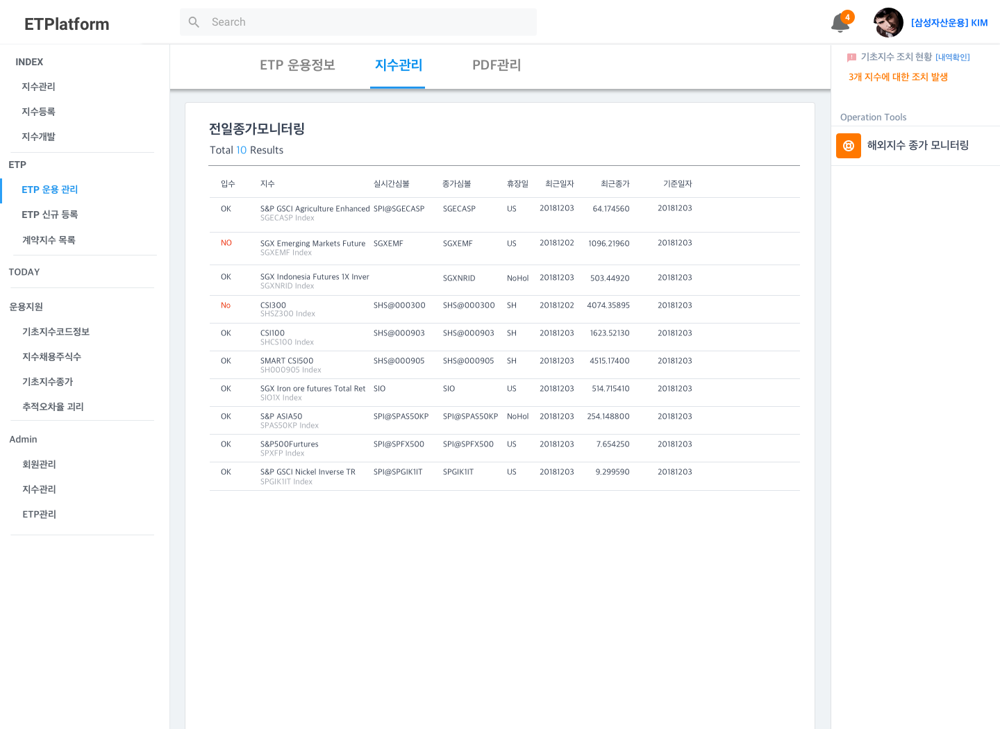 ETPlatform
Search
4
[삼성자산운용] KIM
INDEX
지수관리
지수등록
지수개발
ETP
ETP 운용 관리
ETP 신규 등록
계약지수 목록
TODAY
운용지원
기초지수코드정보
지수채용주식수
기초지수종가
추적오차율 괴리
Admin
회원관리
지수관리
ETP관리
ETP 운용정보 지수관리 PDF관리
전일종가모니터링
Total 10 Results
입수 지수 실시간심볼 종가심볼 휴장일 최근일자 최근종가 기준일자
OK S&P GSCI Agriculture Enhanced SPI@SGECASP SGECASP US 20181203 64.174560 20181203
SGECASP Index
NO SGX Emerging Markets Future SGXEMF SGXEMF US 20181202 1096.21960 20181203
SGXEMF Index
OK SGX Indonesia Futures 1X Inver SGXNRID NoHol 20181203 503.44920 20181203
SGXNRID Index
No CSI300 SHS@000300 SHS@000300 SH 20181202 4074.35895 20181203
SHSZ300 Index
OK CSI100 SHS@000903 SHS@000903 SH 20181203 1623.52130 20181203
SHCS100 Index
OK SMART CSI500 SHS@000905 SHS@000905 SH 20181203 4515.17400 20181203
SH000905 Index
OK SGX Iron ore futures Total Ret SIO SIO US 20181203 514.715410 20181203
SIO1X Index
OK S&P ASIA50 SPI@SPAS50KP SPI@SPAS50KP NoHol 20181203 254.148800 20181203
SPAS50KP Index
OK S&P500Furtures SPI@SPFX500 SPI@SPFX500 US 20181203 7.654250 20181203
SPXFP Index
OK S&P GSCI Nickel Inverse TR SPI@SPGIK1IT SPGIK1IT US 20181203 9.299590 20181203
SPGIK1IT Index
기초지수 조치 현황 [내역확인]
3개 지수에 대한 조치 발생
Operation Tools
해외지수 종가 모니터링